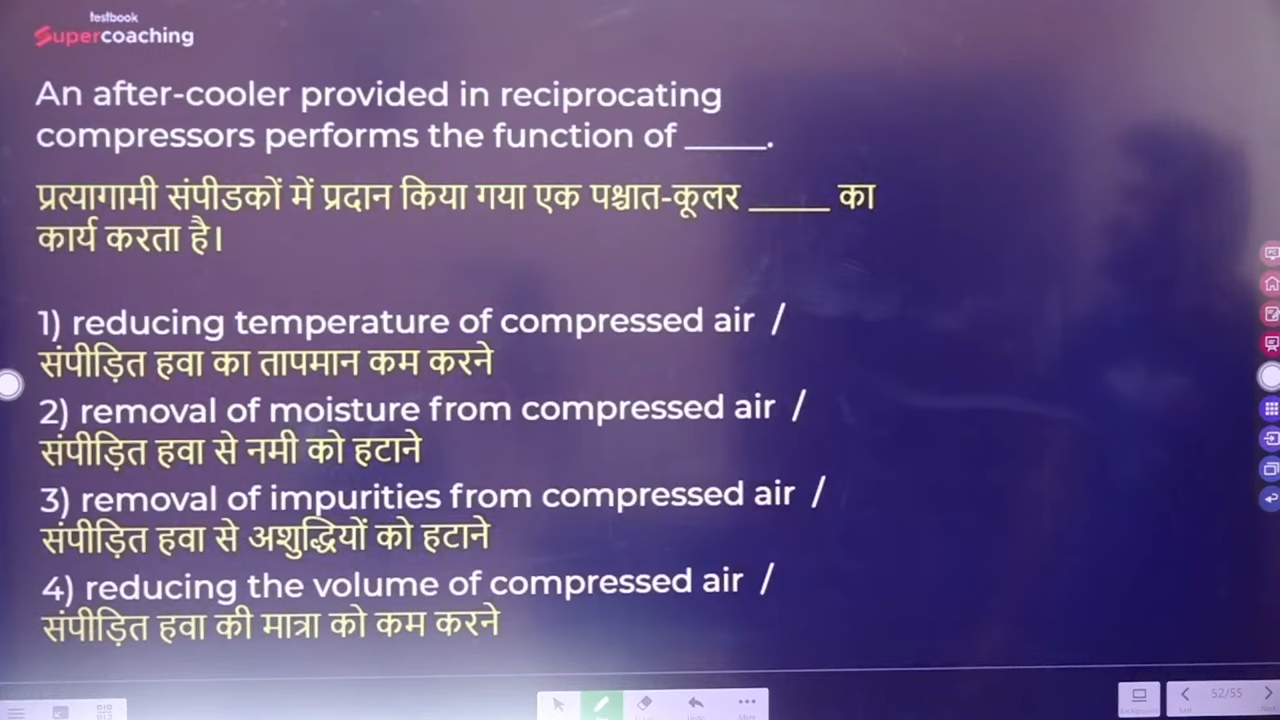 testbook
Supercoaching
An after-cooler provided in reciprocating
compressors performs the function of _____.
प्रत्यागामी संपीडकों में प्रदान किया गया एक पश्चात-कूलर _____ का
कार्य करता है।
1) reducing temperature of compressed air /
संपीड़ित हवा का तापमान कम करने
2) removal of moisture from compressed air /
संपीड़ित हवा से नमी को हटाने
3) removal of impurities from compressed air /
संपीड़ित हवा से अशुद्धियों को हटाने
4) reducing the volume of compressed air /
संपीड़ित हवा की मात्रा को कम करने
52/55